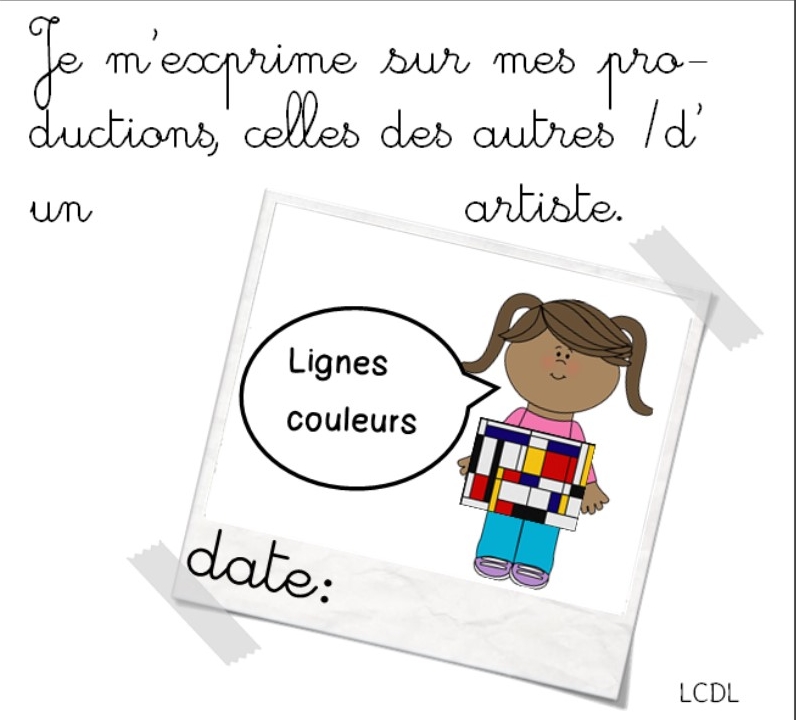 Je m'exprime sur mes pro-
ductions, celles des autres /d'
un artiste.
Lignes
couleurs
date:
LCDL